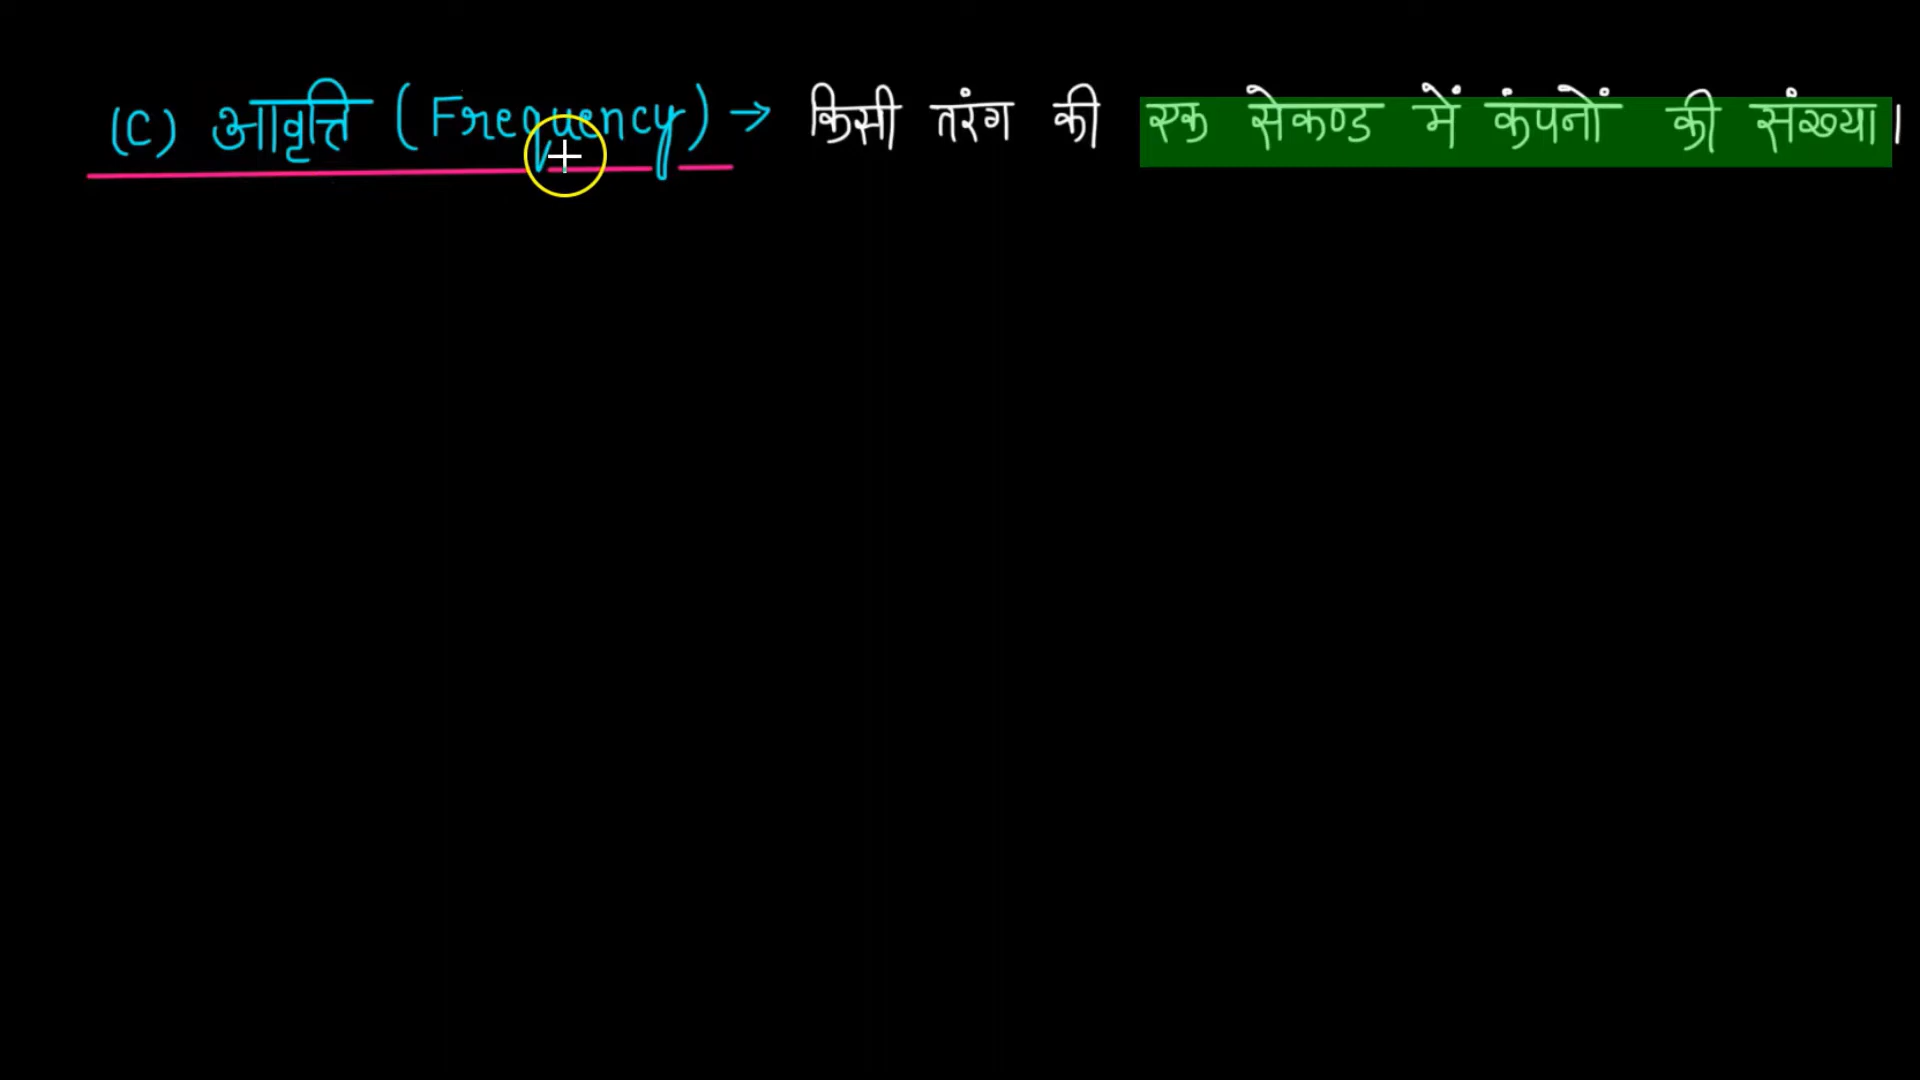 (C) आवृत्ति (Frequency) → किसी तरंग की एक सेकण्ड में कंपनों की संख्या।